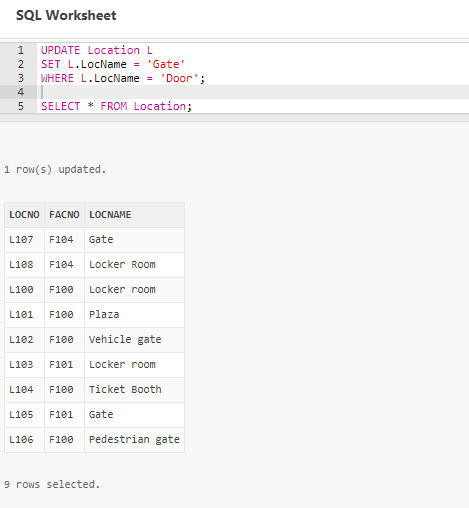 SQL Worksheet
1 UPDATE Location L
2 SET L.LocName = 'Gate'
3 WHERE L.LocName = 'Door';
4
5 SELECT * FROM Location;
1 row(s) updated.
LOCNO FACNO LOCNAME
L107 F104 Gate
L108 F104 Locker Room
L100 F100 Locker room
L101 F100 Plaza
L102 F100 Vehicle gate
L103 F101 Locker room
L104 F100 Ticket Booth
L105 F101 Gate
L106 F100 Pedestrian gate
9 rows selected.